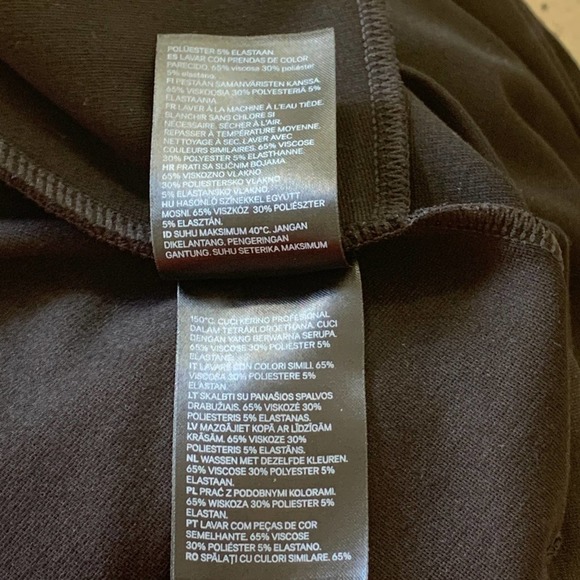 POLIÉSTER 5% ELASTAAN.
ES LAVAR CON PRENDAS DE COLOR
PARECIDO. 65% viscosa 30% poliéster
5% elastano
FI PESTÄÄN SAMANVÄRISTEN KANSSA.
65% VISKOOSIA 30% POLYESTERIÄ 5%
ELASTAANIA
FR LAVER À LA MACHINE À L'EAU TIÈDE.
BLANCHIR SANS CHLORE SI
NÉCESSAIRE. SÉCHER À L'AIR.
REPASSER À TEMPÉRATURE MOYENNE.
NETTOYAGE À SEC. LAVER AVEC
COULEURS SIMILAIRES. 65% VISCOSE
30% POLYESTER 5% ELASTHANNE.
HR PRATI SA SLIČNIM BOJAMA.
65% VISKOZNO VLAKNO
30% POLIESTERSKO VLAKNO
5% ELASTANSKO VLAKNO
HU HASONLÓ SZÍNEKKEL EGYÜTT
MOSNI. 65% VISZKÓZ 30% POLIÉSZTER
5% ELASZTÁN.
ID SUHU MAKSIMUM 40°C. JANGAN
DIKELANTANG. PENGERINGAN
GANTUNG. SUHU SETERIKA MAKSIMUM
150°C. CUCI KERING PROFESIONAL
DALAM TETRAKLOROETHANA. CUCI
DENGAN YANG BERWARNA SERUPA.
65% VISCOSE 30% POLIESTER 5%
ELASTANE
IT LAVARE CON COLORI SIMILI. 65%
VISCOSA 30% POLIESTERE 5%
ELASTAN.
LT SKALBTI SU PANAŠIOS SPALVOS
DRABUŽIAIS. 65% VISKOZĖ 30%
POLIESTERIS 5% ELASTANAS.
LV MAZGĀJIET KOPĀ AR LĪDZĪGĀM
KRĀSĀM. 65% VISKOZE 30%
POLIESTERIS 5% ELASTĀNS.
NL WASSEN MET DEZELFDE KLEUREN.
65% VISCOSE 30% POLYESTER 5%
ELASTAAN.
PL PRAĆ Z PODOBNYMI KOLORAMI.
65% WISKOZA 30% POLIESTER 5%
ELASTAN
PT LAVAR COM PEÇAS DE COR
SEMELHANTE. 65% VISCOSE
30% POLIÉSTER 5% ELASTANO.
RO SPĂLAȚI CU CULORI SIMILARE. 65%